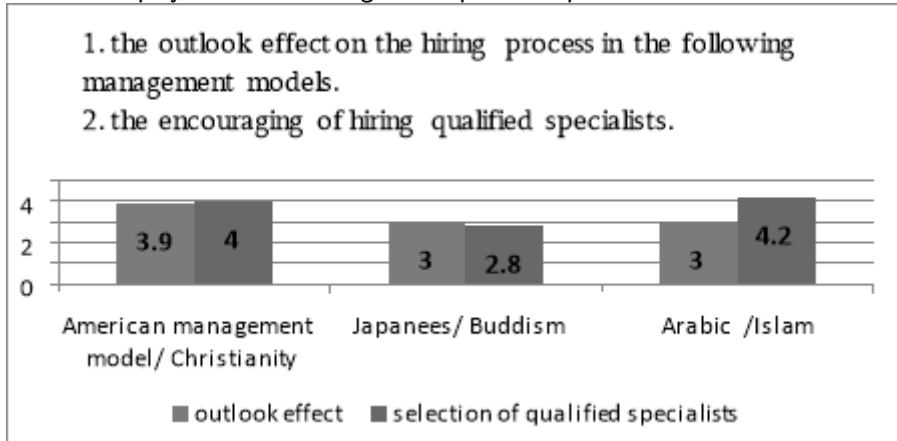 1. the outlook effect on the hiring process in the following
management models.
2. the encouraging of hiring qualified specialists.
4
2
0
3.9
4
3
2.8
3
4.2
American management
model/ Christianity
Japanees/ Buddism
Arabic /Islam
outlook effect
selection of qualified specialists